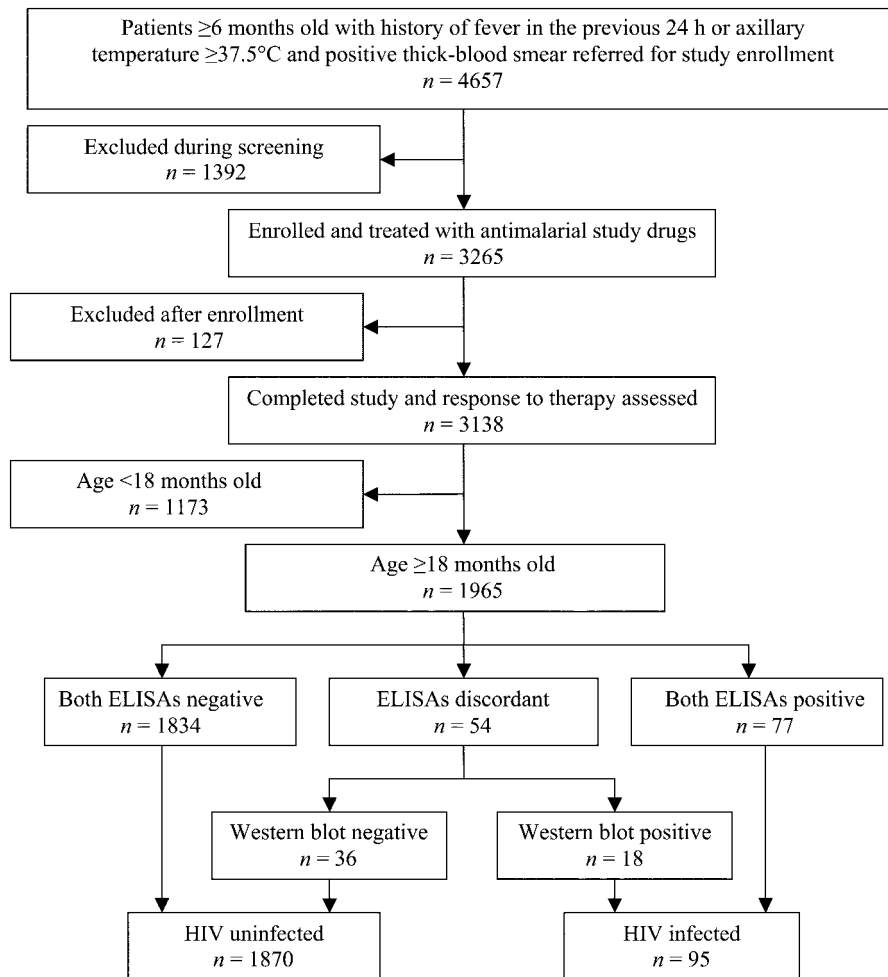 Patients ≥6 months old with history of fever in the previous 24 h or axillary
temperature ≥37.5°C and positive thick-blood smear referred for study enrollment
n = 4657
Excluded during screening
n = 1392
Enrolled and treated with antimalarial study drugs
n = 3265
Excluded after enrollment
n = 127
Completed study and response to therapy assessed
n = 3138
Age <18 months old
n = 1173
Age ≥18 months old
n = 1965
Both ELISAs negative
n = 1834
ELISAs discordant
n = 54
Both ELISAs positive
n = 77
Western blot negative
n = 36
Western blot positive
n = 18
HIV uninfected
n = 1870
HIV infected
n = 95